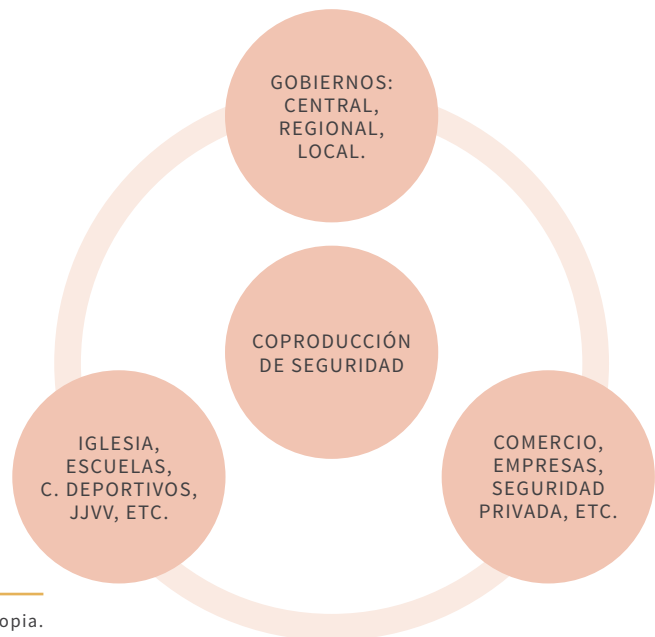 GOBIERNOS:
CENTRAL,
REGIONAL,
LOCAL.
COPRODUCCIÓN
DE SEGURIDAD
IGLESIA,
ESCUELAS,
C. DEPORTIVOS,
JJVV, ETC.
COMERCIO,
EMPRESAS,
SEGURIDAD
PRIVADA, ETC.
opia.